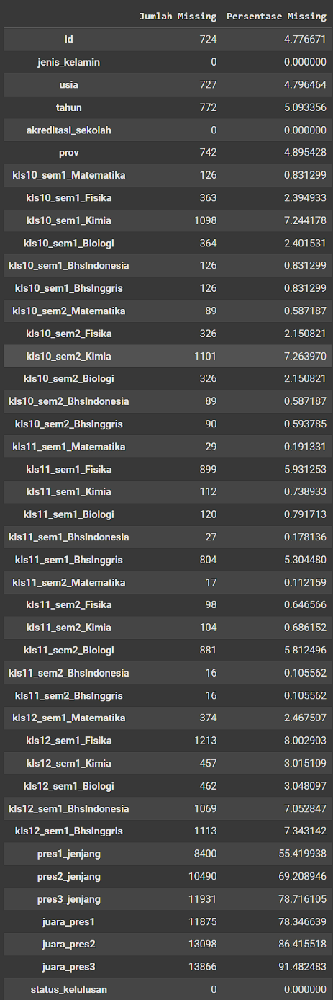 Jumlah Missing Persentase Missing
id 724 4.776671
jenis_kelamin 0 0.000000
usia 727 4.796464
tahun 772 5.093356
akreditasi_sekolah 0 0.000000
prov 742 4.895428
kls10_sem1_Matematika 126 0.831299
kls10_sem1_Fisika 363 2.394933
kls10_sem1_Kimia 1098 7.244178
kls10_sem1_Biologi 364 2.401531
kls10_sem1_BhsIndonesia 126 0.831299
kls10_sem1_BhsInggris 126 0.831299
kls10_sem2_Matematika 89 0.587187
kls10_sem2_Fisika 326 2.150821
kls10_sem2_Kimia 1101 7.263970
kls10_sem2_Biologi 326 2.150821
kls10_sem2_BhsIndonesia 89 0.587187
kls10_sem2_BhsInggris 90 0.593785
kls11_sem1_Matematika 29 0.191331
kls11_sem1_Fisika 899 5.931253
kls11_sem1_Kimia 112 0.738933
kls11_sem1_Biologi 120 0.791713
kls11_sem1_BhsIndonesia 27 0.178136
kls11_sem1_BhsInggris 804 5.304480
kls11_sem2_Matematika 17 0.112159
kls11_sem2_Fisika 98 0.646566
kls11_sem2_Kimia 104 0.686152
kls11_sem2_Biologi 881 5.812496
kls11_sem2_BhsIndonesia 16 0.105562
kls11_sem2_BhsInggris 16 0.105562
kls12_sem1_Matematika 374 2.467507
kls12_sem1_Fisika 1213 8.002903
kls12_sem1_Kimia 457 3.015109
kls12_sem1_Biologi 462 3.048097
kls12_sem1_BhsIndonesia 1069 7.052847
kls12_sem1_BhsInggris 1113 7.343142
pres1_jenjang 8400 55.419938
pres2_jenjang 10490 69.208946
pres3_jenjang 11931 78.716105
juara_pres1 11875 78.346639
juara_pres2 13098 86.415518
juara_pres3 13866 91.482483
status_kelulusan 0 0.000000